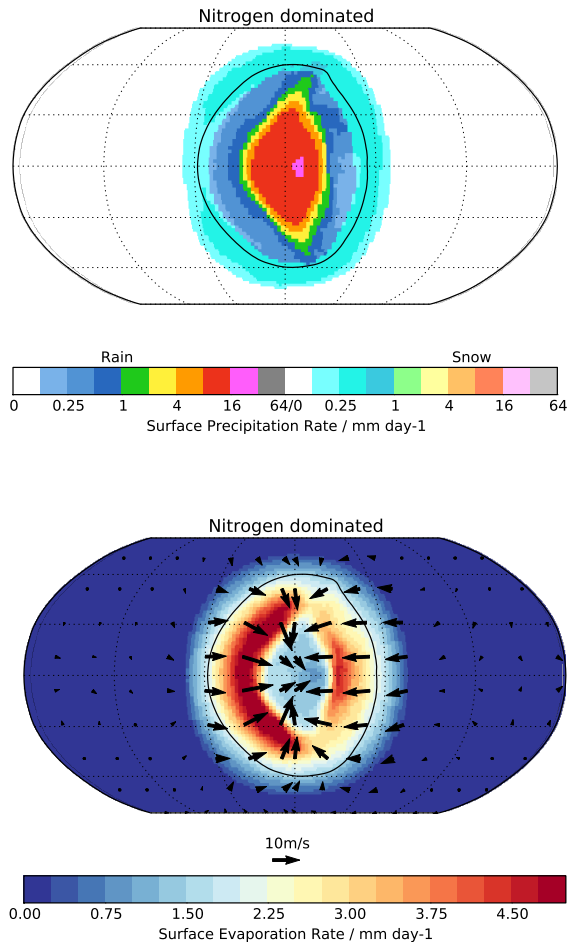 Nitrogen dominated
Rain Snow
0 0.25 1 4 16 64/0 0.25 1 4 16 64
Surface Precipitation Rate / mm day-1
Nitrogen dominated
10m/s
0.00 0.75 1.50 2.25 3.00 3.75 4.50
Surface Evaporation Rate / mm day-1